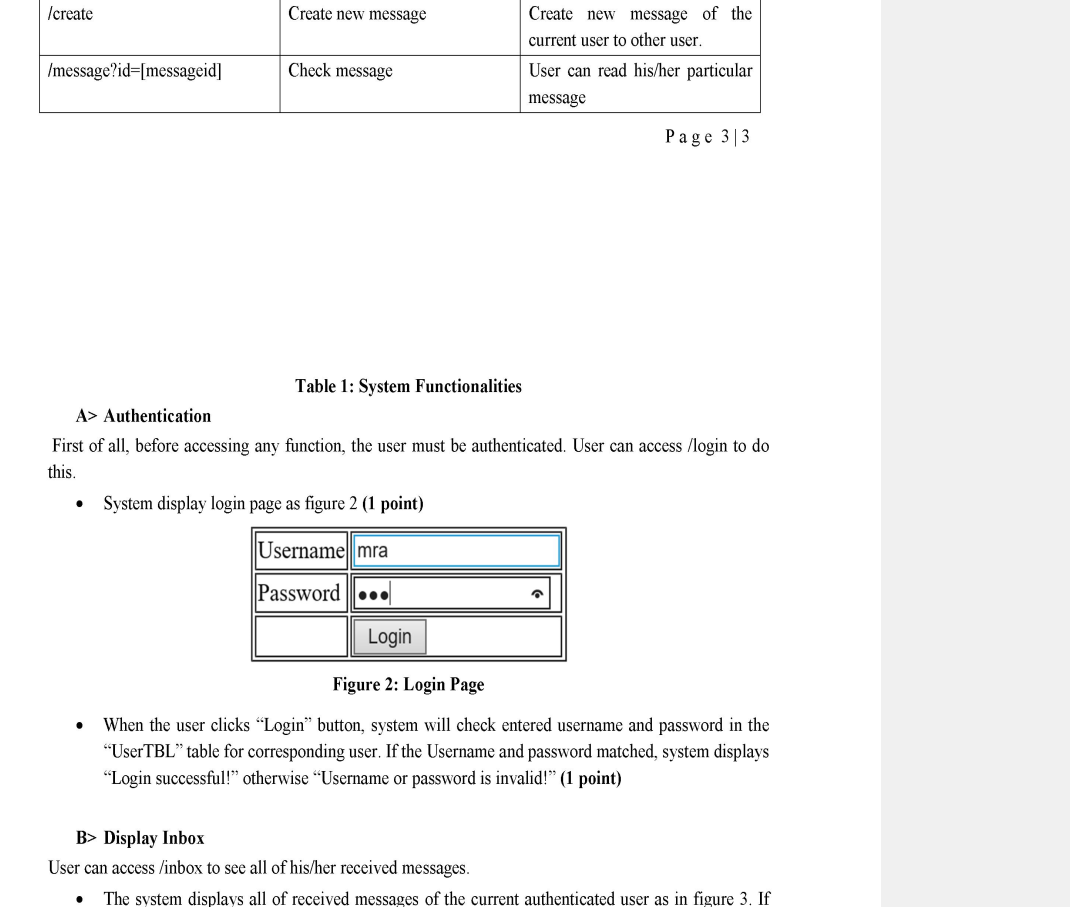 /create Create new message Create new message of the
current user to other user.
/message?id=[messageid] Check message User can read his/her particular
message
Page 3|3
Table 1: System Functionalities
A> Authentication
First of all, before accessing any function, the user must be authenticated. User can access /login to do
this.
• System display login page as figure 2 (1 point)
Username mra
Password •••
Login
Figure 2: Login Page
• When the user clicks “Login” button, system will check entered username and password in the
“UserTBL” table for corresponding user. If the Username and password matched, system displays
“Login successful!” otherwise “Username or password is invalid!” (1 point)
B> Display Inbox
User can access /inbox to see all of his/her received messages.
• The system displays all of received messages of the current authenticated user as in figure 3. If